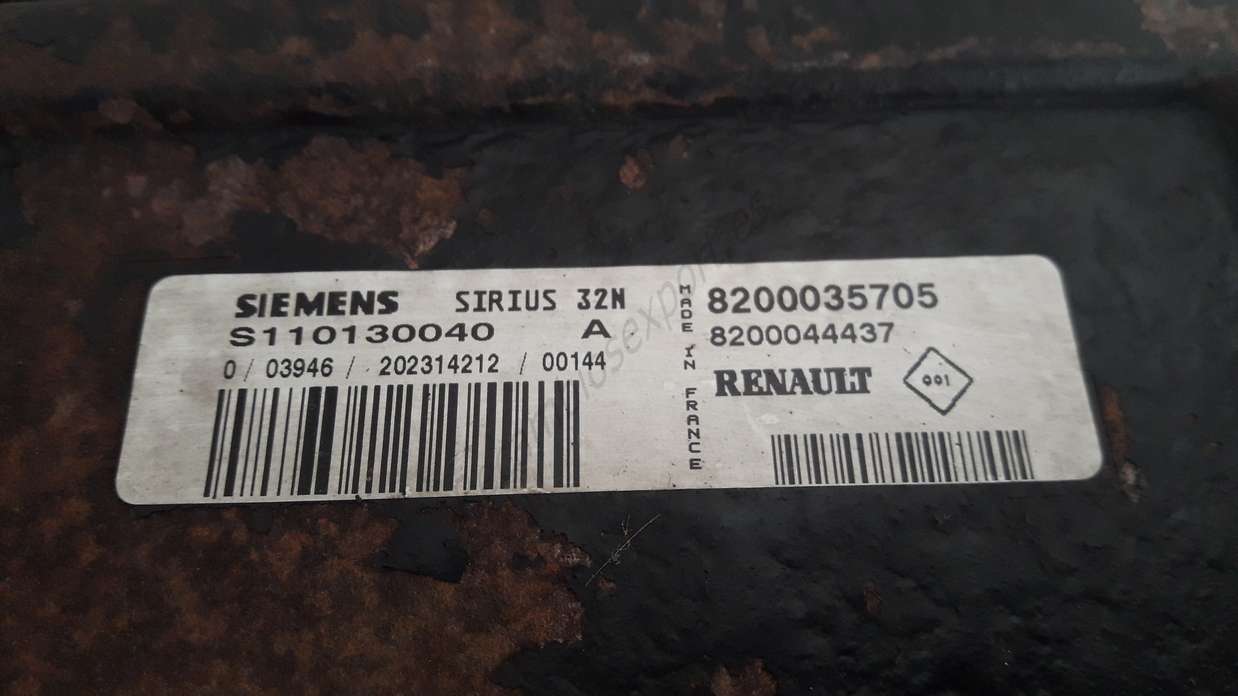 SIEMENS SIRIUS 32N
S110130040 A
0/ 03946 / 202314212 / 00144
MADE IN FRANCE
8200035705
8200044437
RENAULT 001